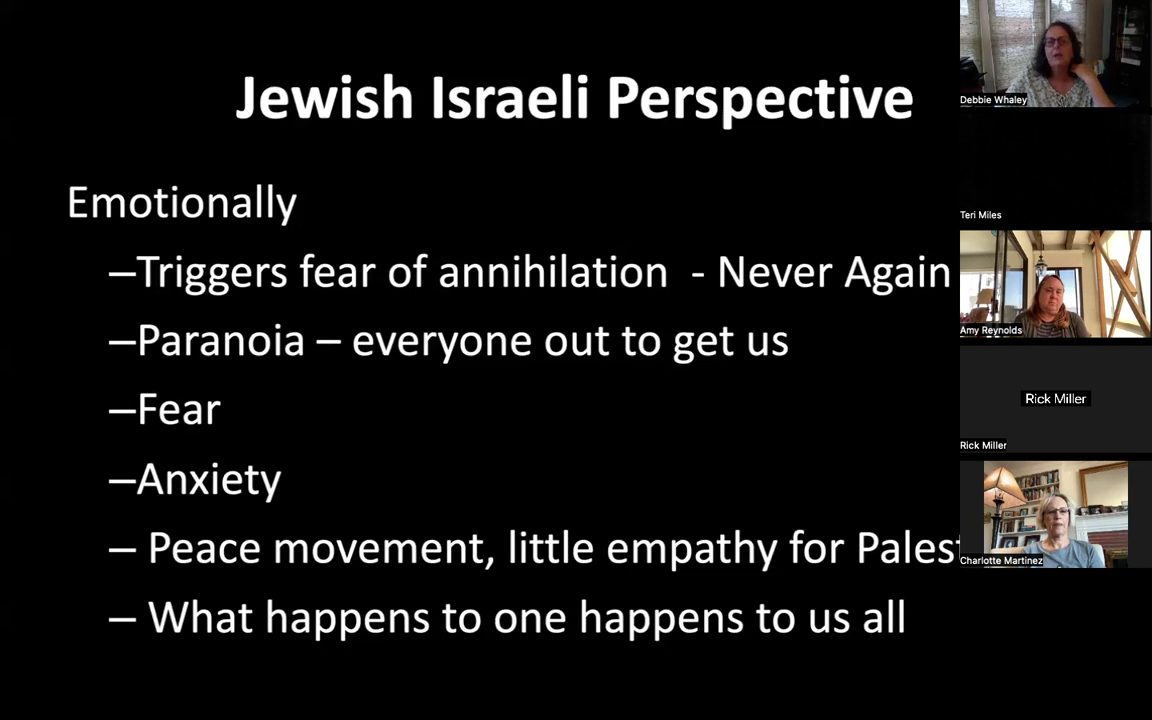 Jewish Israeli Perspective
Emotionally
–Triggers fear of annihilation - Never Again
–Paranoia – everyone out to get us
–Fear
–Anxiety
– Peace movement, little empathy for
– What happens to one happens to us all
Debbie Whaley
Teri Miles
Amy Reynolds
Rick Miller
Rick Miller
Charlotte Martinez